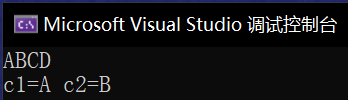 Microsoft Visual Studio 调试控制台
ABCD
c1=A c2=B